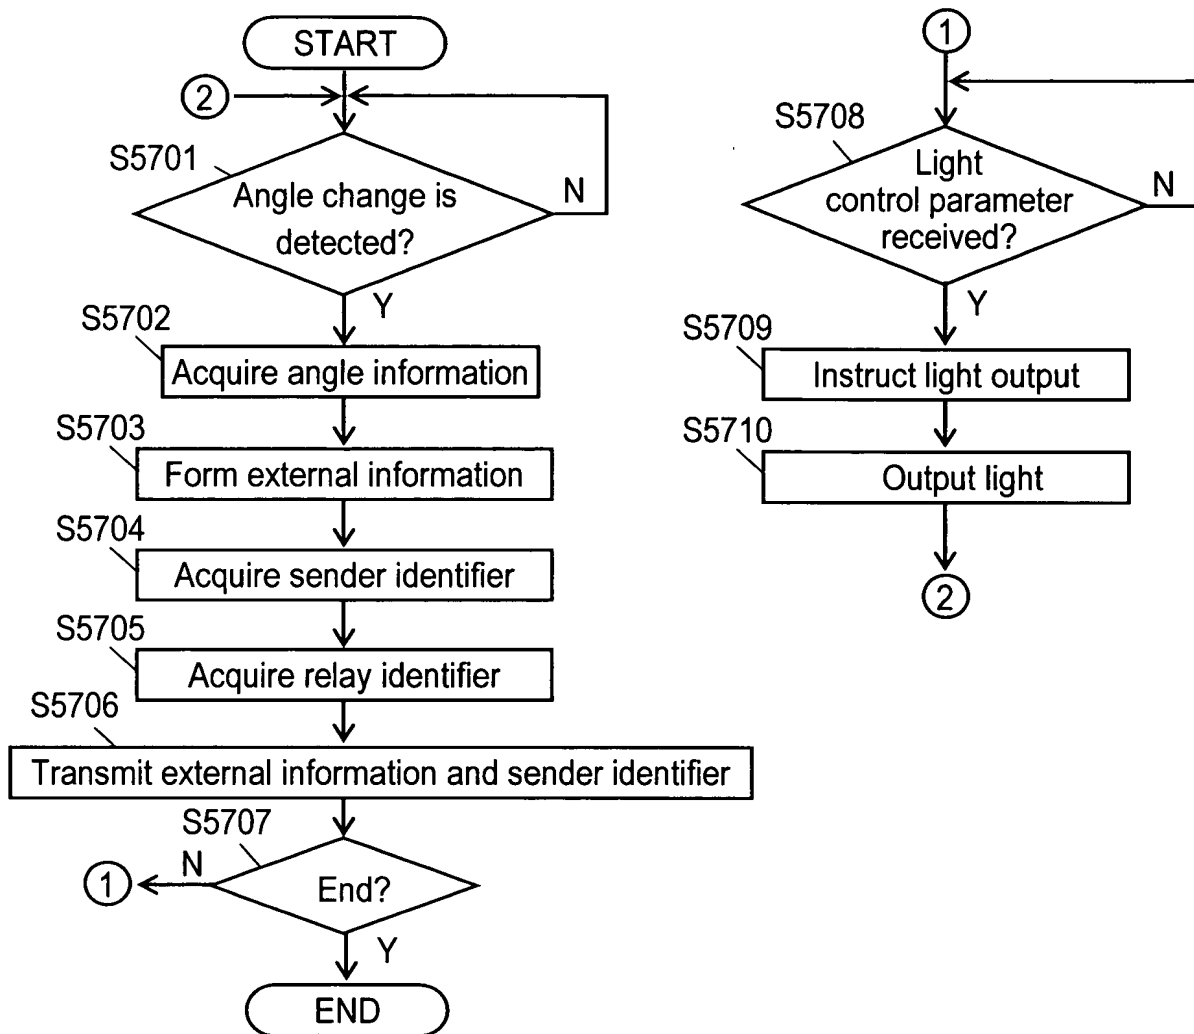 START
2
S5701
Angle change is
detected?
N
Y
S5702
Acquire angle information
S5703
Form external information
S5704
Acquire sender identifier
S5705
Acquire relay identifier
S5706
Transmit external information and sender identifier
S5707
End?
N
1
Y
END
1
S5708
Light
control parameter
received?
N
Y
S5709
Instruct light output
S5710
Output light
2